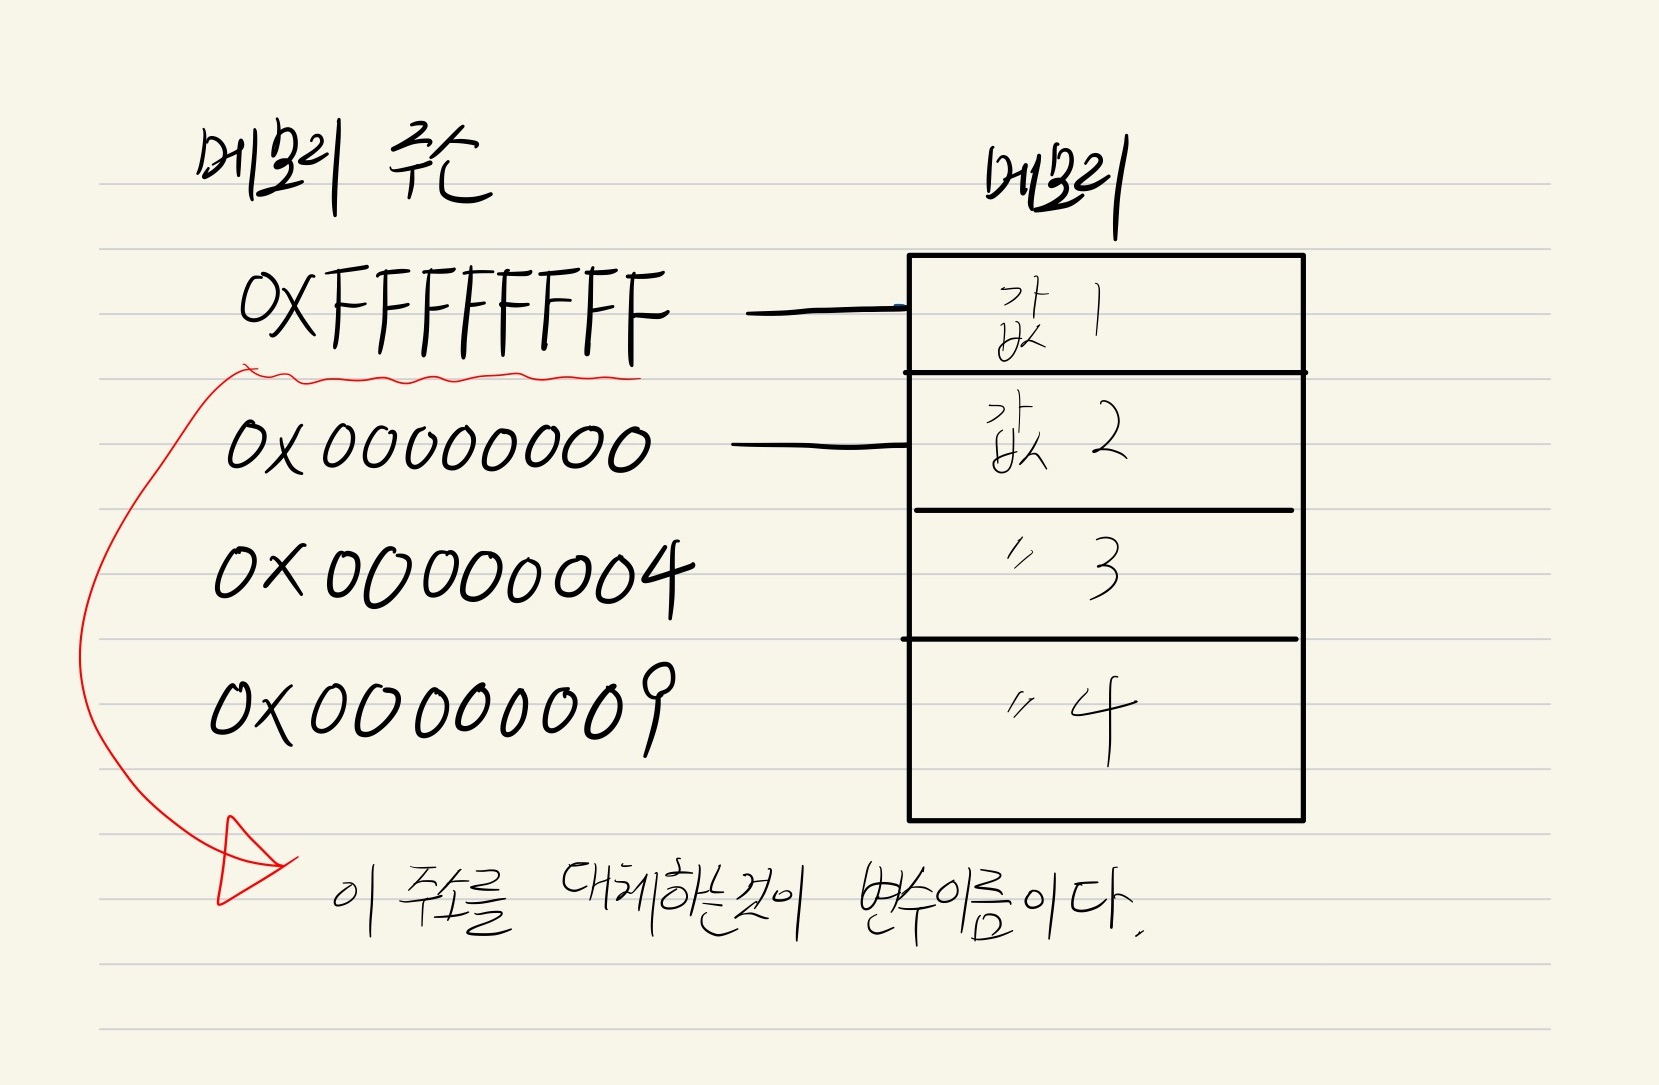 메모리 주소
메모리
0xFFFFFFFF
값 1
0x00000000
값 2
0x00000004
〃 3
0x00000009
〃 4
이 주소를 대체하는것이 변수이름이다.